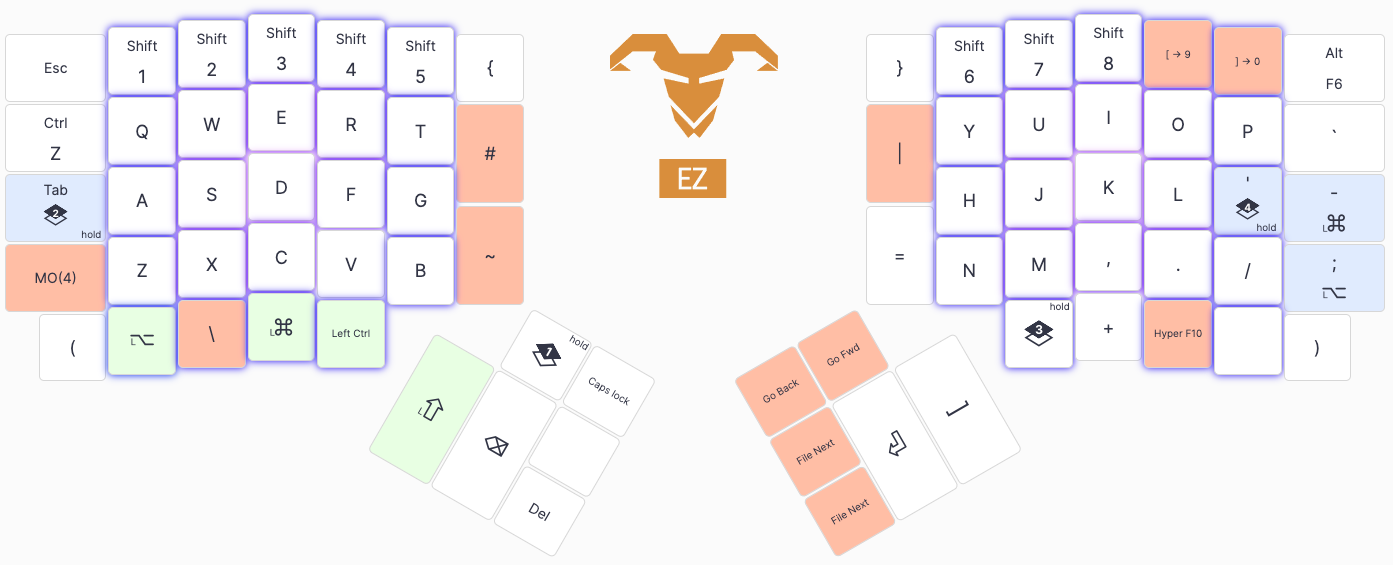 Esc
Shift
1
Shift
2
Shift
3
Shift
4
Shift
5
{
}
Shift
6
Shift
7
Shift
8
[ → 9
] → 0
Alt
F6
Ctrl
Z
Q
W
E
R
T
#
|
Y
U
I
O
P
`
Tab
2
hold
A
S
D
F
G
~
=
H
J
K
L
'
4
hold
-
L⌘
MO(4)
Z
X
C
V
B
N
M
,
.
/
;
L⌥
(
L⌥
\
L⌘
Left Ctrl
3
hold
+
Hyper F10
)
L
1
hold
Caps lock
Del
Go Back
Go Fwd
File Next
File Next
EZ